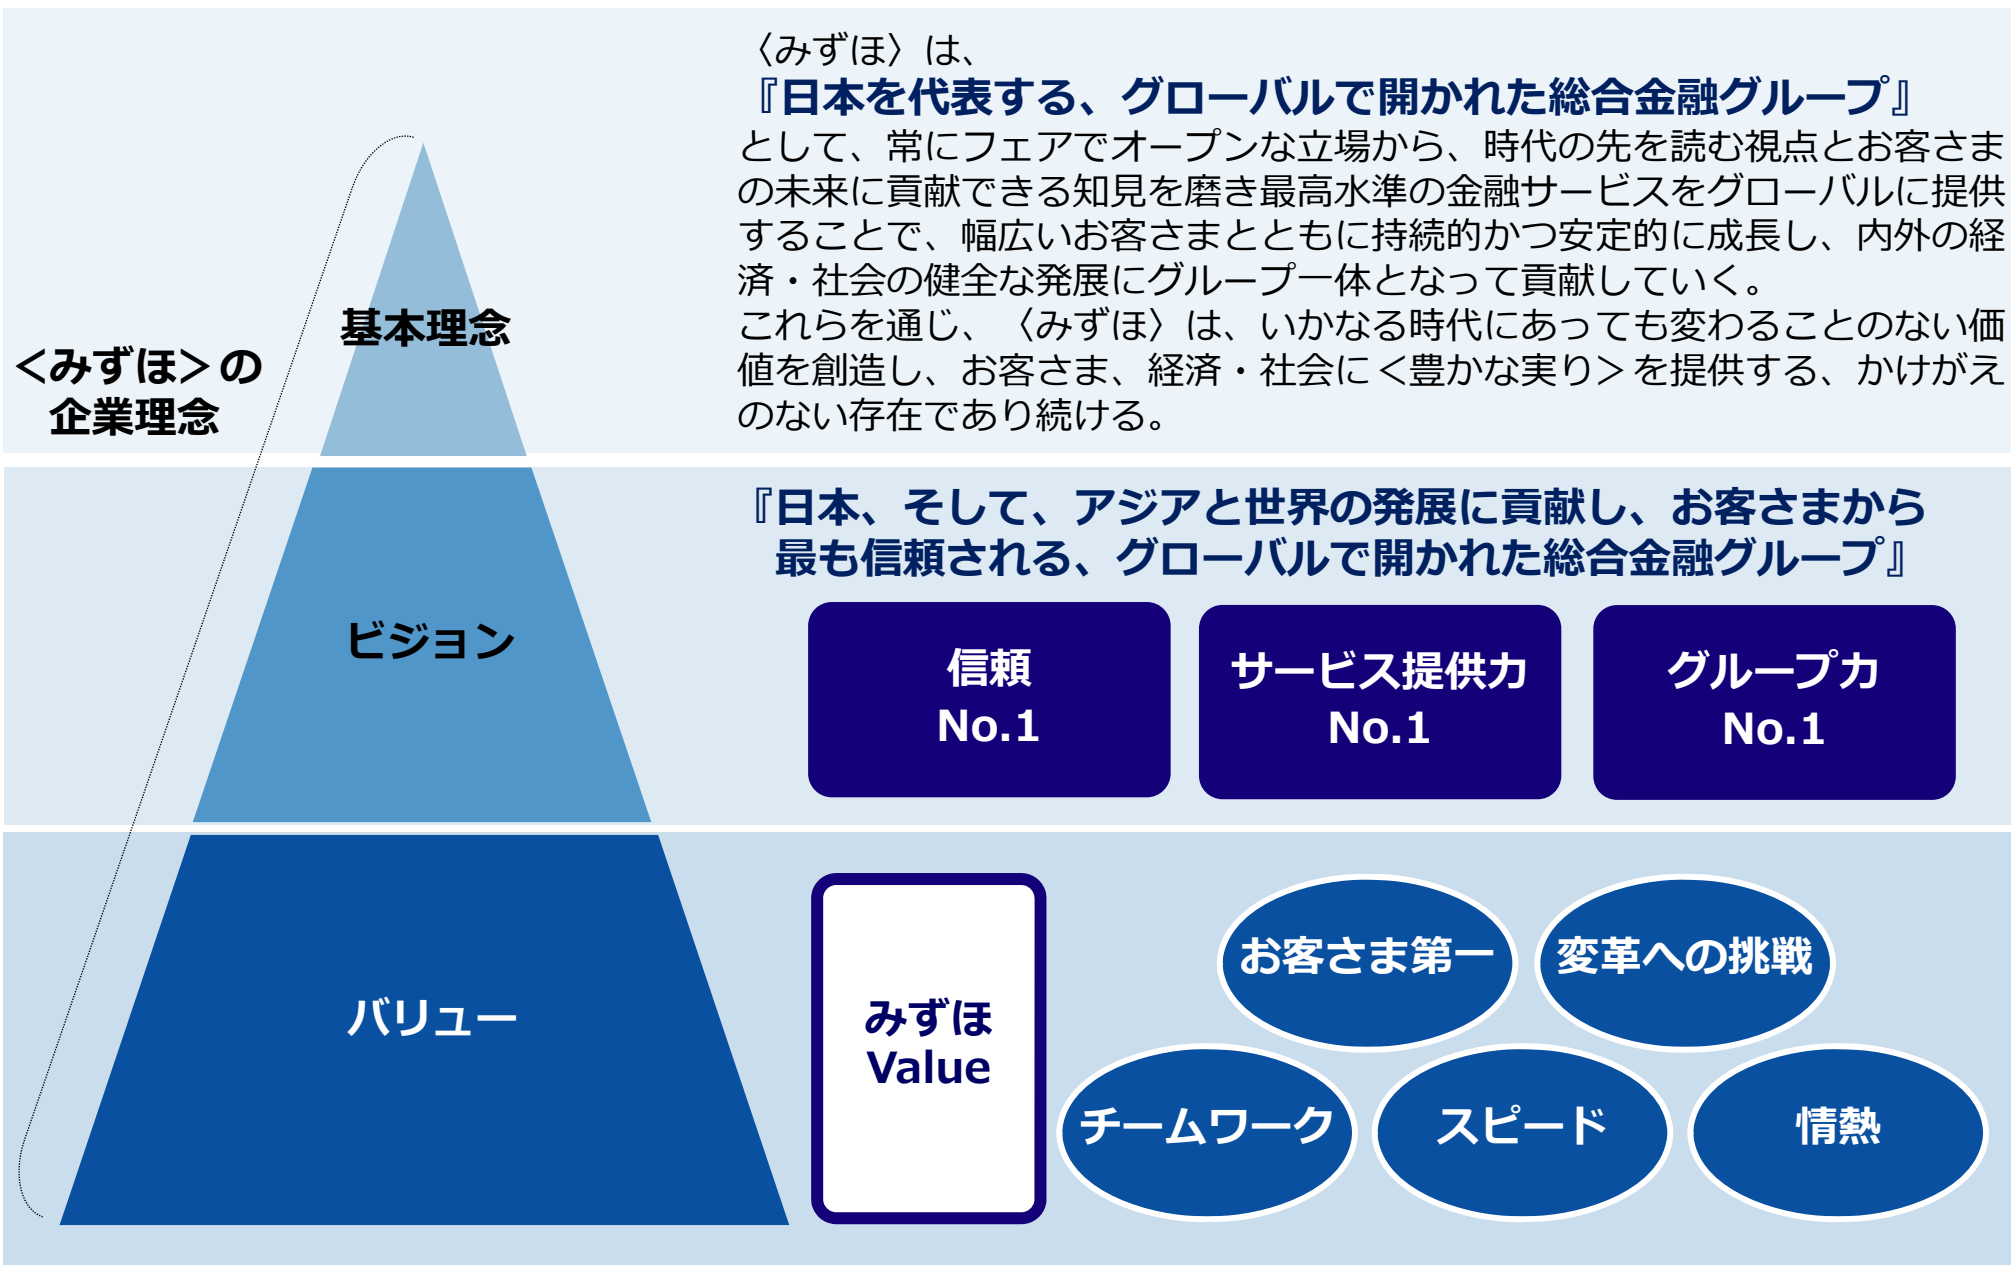 〈みずほ〉は、
『日本を代表する、グローバルで開かれた総合金融グループ』
として、常にフェアでオープンな立場から、時代の先を読む視点とお客さま
の未来に貢献できる知見を磨き最高水準の金融サービスをグローバルに提供
することで、幅広いお客さまとともに持続的かつ安定的に成長し、内外の経
済・社会の健全な発展にグループ一体となって貢献していく。
これらを通じ、〈みずほ〉は、いかなる時代にあっても変わることのない価
値を創造し、お客さま、経済・社会に＜豊かな実り＞を提供する、かけがえ
のない存在であり続ける。
基本理念
＜みずほ＞の
企業理念
『日本、そして、アジアと世界の発展に貢献し、お客さまから
最も信頼される、グローバルで開かれた総合金融グループ』
ビジョン
信頼
No.1
サービス提供力
No.1
グループ力
No.1
バリュー
みずほ
Value
お客さま第一
変革への挑戦
チームワーク
スピード
情熱